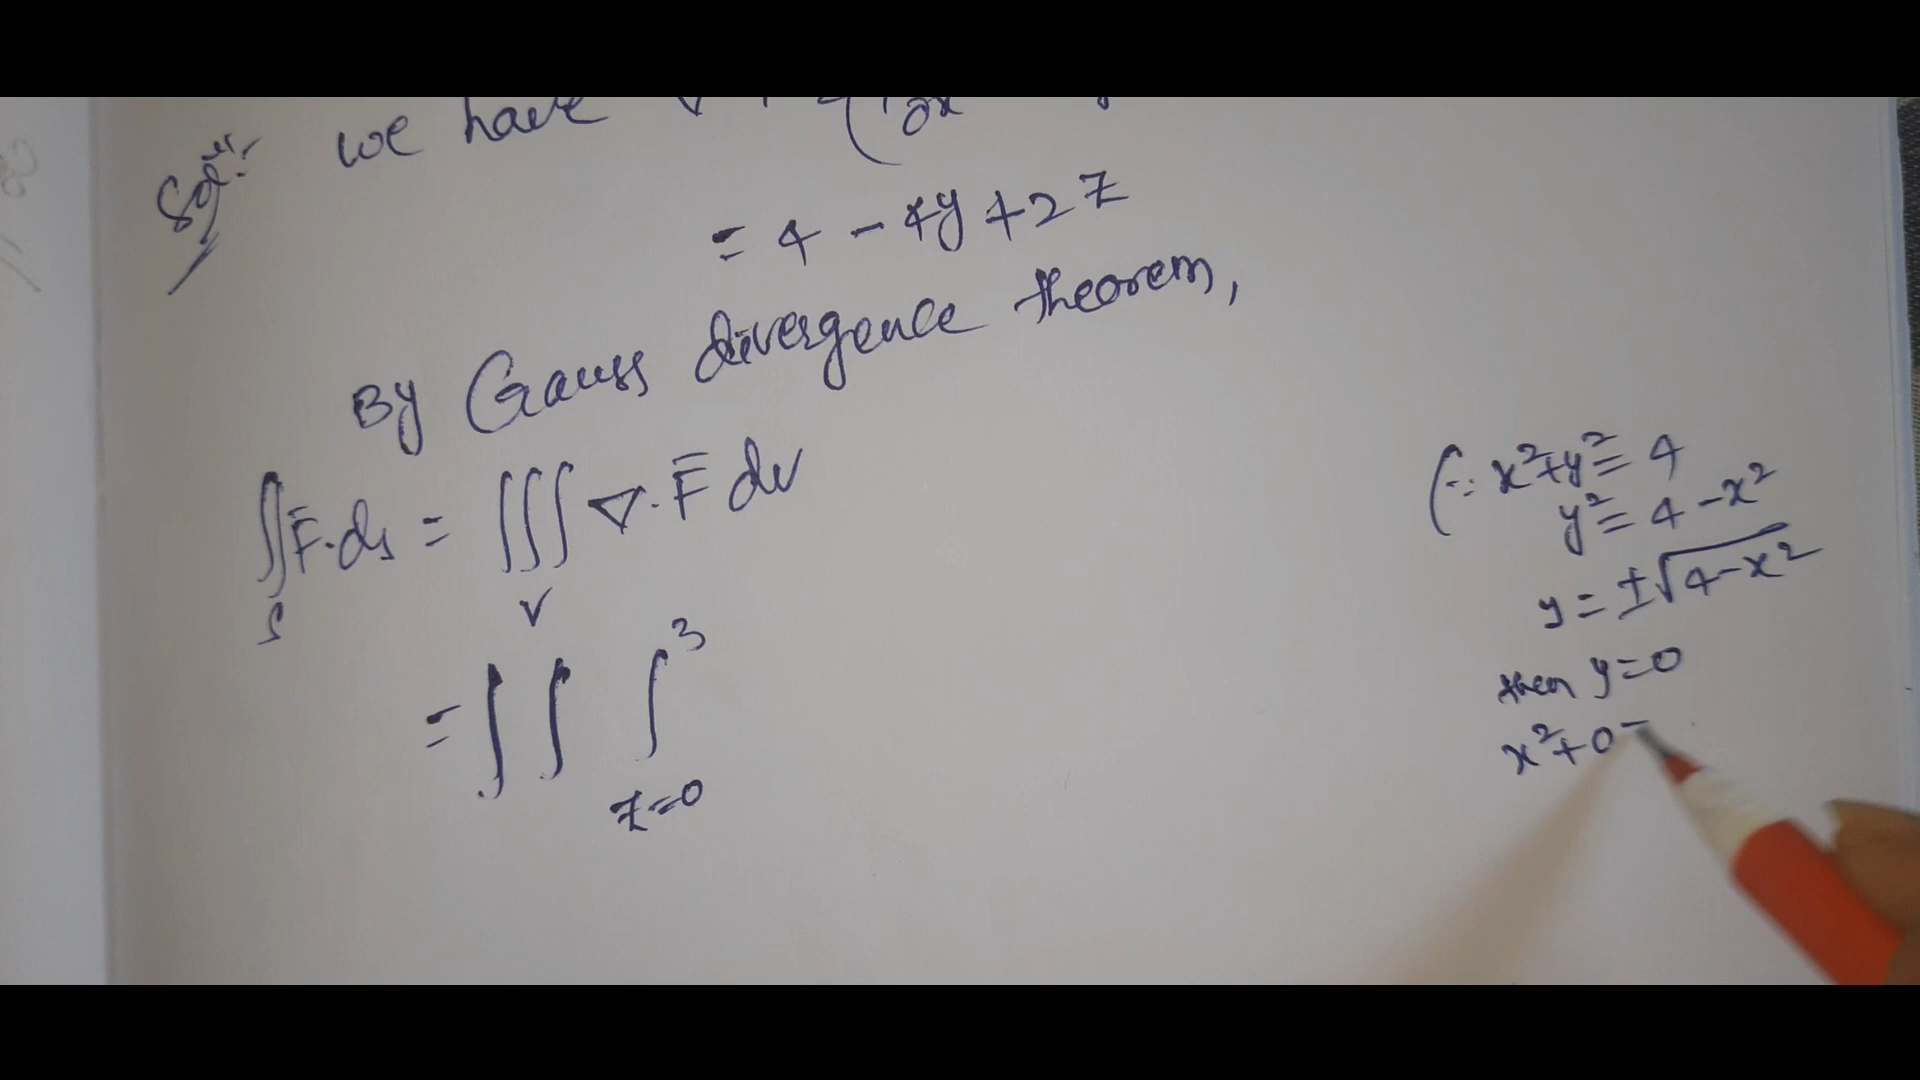 Solⁿ:- we have
= 4 - 4y + 2z
By Gauss divergence theorem,
∬F̅.ds = ∭∇.F̅ dv
S V
= ∫ ∫ ∫ 3
z=0
(∵ x²+y² = 4
y² = 4 - x²
y = ±√4-x²
then y=0
x²+0=